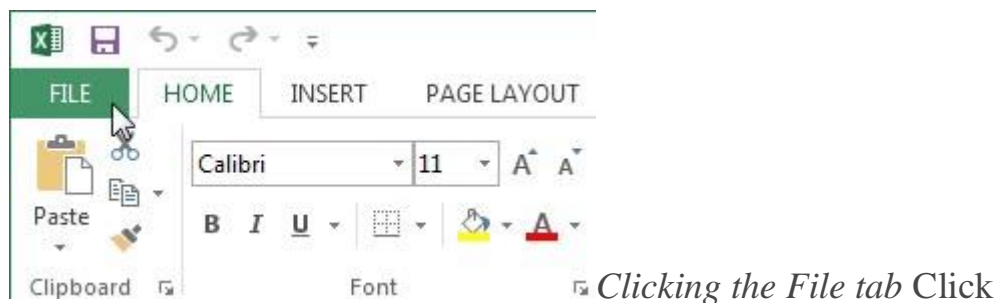 FILE HOME INSERT PAGE LAYOUT
Calibri 11 A A
Paste B I U A
Clipboard Font Clicking the File tab Click